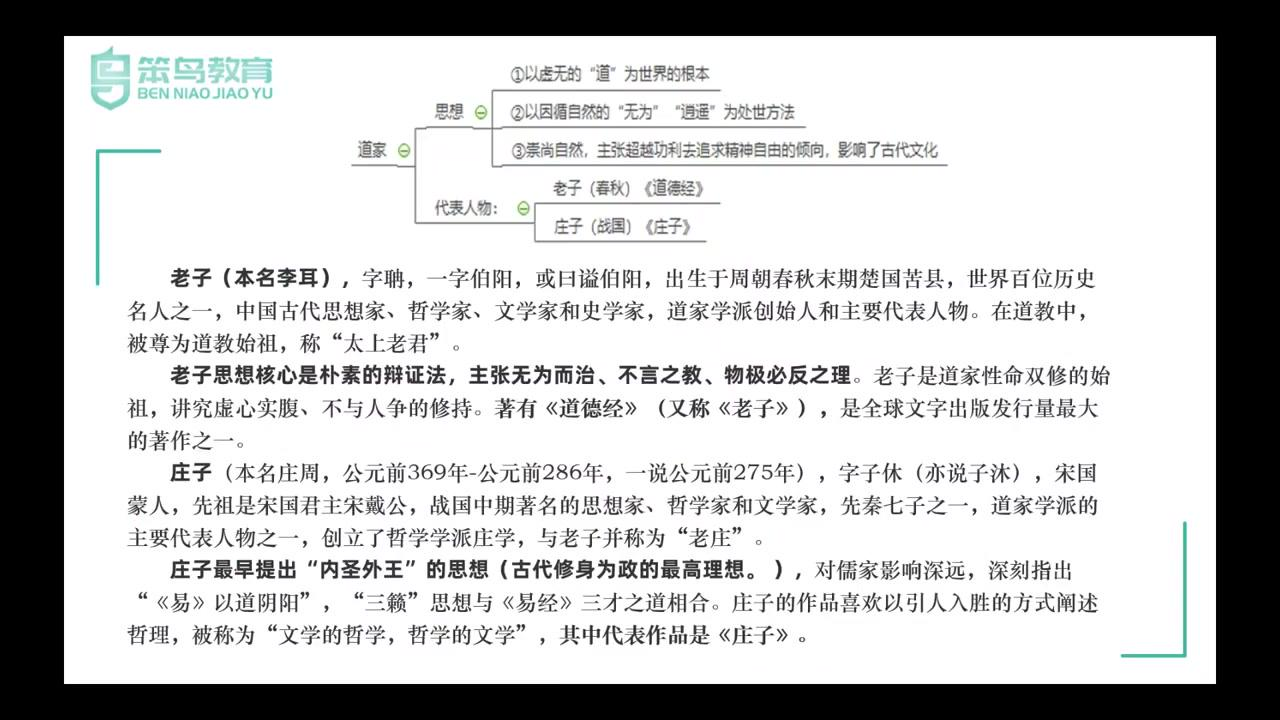 笨鸟教育
BEN NIAO JIAO YU
①以虚无的“道”为世界的根本
思想
②以因循自然的“无为”“逍遥”为处世方法
道家
③崇尚自然，主张超越功利去追求精神自由的倾向，影响了古代文化
老子（春秋）《道德经》
代表人物：
庄子（战国）《庄子》
老子（本名李耳），字聃，一字伯阳，或曰谥伯阳，出生于周朝春秋末期楚国苦县，世界百位历史
名人之一，中国古代思想家、哲学家、文学家和史学家，道家学派创始人和主要代表人物。在道教中，
被尊为道教始祖，称“太上老君”。
老子思想核心是朴素的辩证法，主张无为而治、不言之教、物极必反之理。老子是道家性命双修的始
祖，讲究虚心实腹、不与人争的修持。著有《道德经》（又称《老子》），是全球文字出版发行量最大
的著作之一。
庄子（本名庄周，公元前369年-公元前286年，一说公元前275年），字子休（亦说子沐），宋国
蒙人，先祖是宋国君主宋戴公，战国中期著名的思想家、哲学家和文学家，先秦七子之一，道家学派的
主要代表人物之一，创立了哲学学派庄学，与老子并称为“老庄”。
庄子最早提出“内圣外王”的思想（古代修身为政的最高理想。），对儒家影响深远，深刻指出
“《易》以道阴阳”，“三籁”思想与《易经》三才之道相合。庄子的作品喜欢以引人入胜的方式阐述
哲理，被称为“文学的哲学，哲学的文学”，其中代表作品是《庄子》。